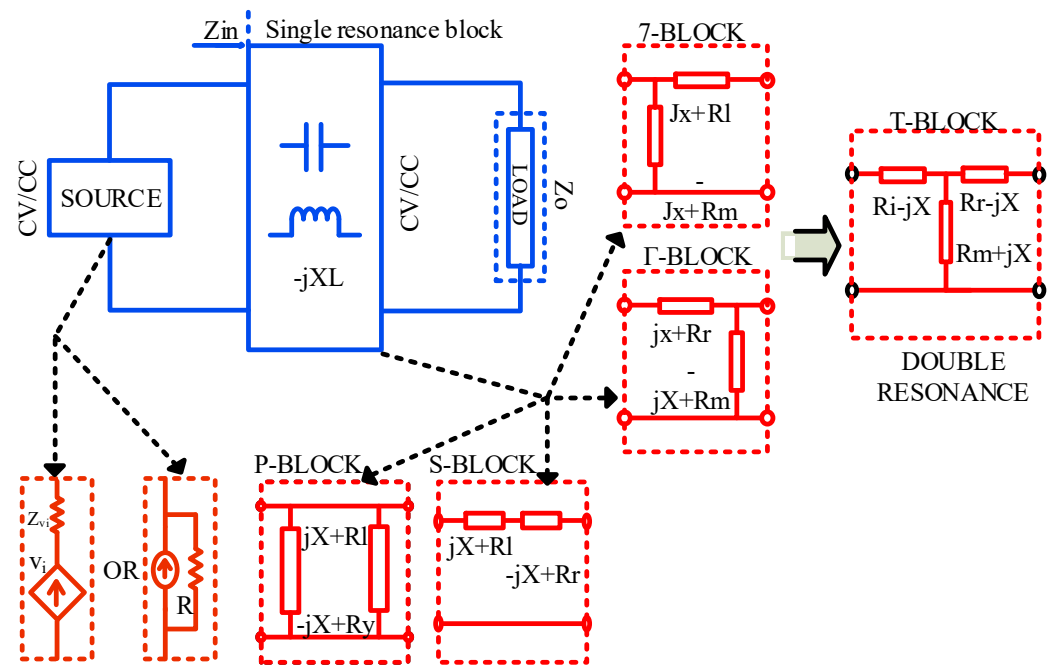 Zin
Single resonance block
CV/CC
SOURCE
-jXL
CV/CC
LOAD
Zo
7-BLOCK
Jx+Rl
-
Jx+Rm
Γ-BLOCK
jx+Rr
-
jX+Rm
T-BLOCK
Ri-jX
Rr-jX
Rm+jX
DOUBLE
RESONANCE
Zvi
vi
OR
R
P-BLOCK
jX+Rl
-jX+Ry
S-BLOCK
jX+Rl
-jX+Rr